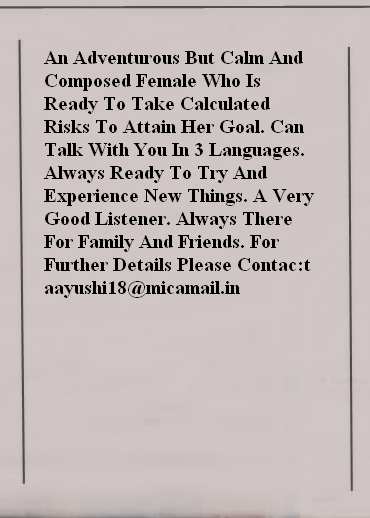 An Adventurous But Calm And
Composed Female Who Is
Ready To Take Calculated
Risks To Attain Her Goal. Can
Talk With You In 3 Languages.
Always Ready To Try And
Experience New Things. A Very
Good Listener. Always There
For Family And Friends. For
Further Details Please Contac:t
aayushi18@micamail.in